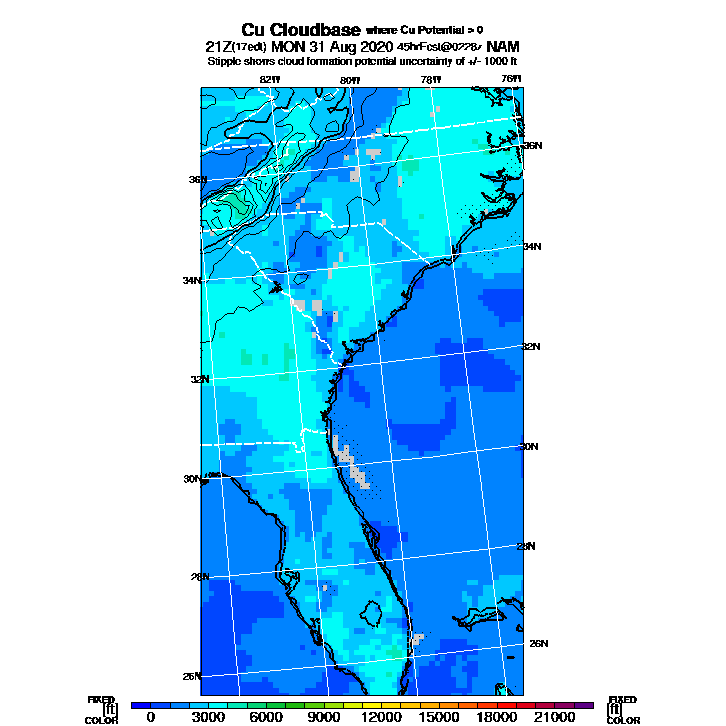 Cu Cloudbase where Cu Potential > 0
21Z(17edt) MON 31 Aug 2020 45hrFcst@0228z NAM
Stipple shows cloud formation potential uncertainty of +/- 1000 ft
82W 80W 78W 76W
36N 36N
34N 34N
32N 32N
30N 30N
28N 28N
26N 26N
FIXED FIXED
[ft] [ft]
COLOR COLOR
0 3000 6000 9000 12000 15000 18000 21000